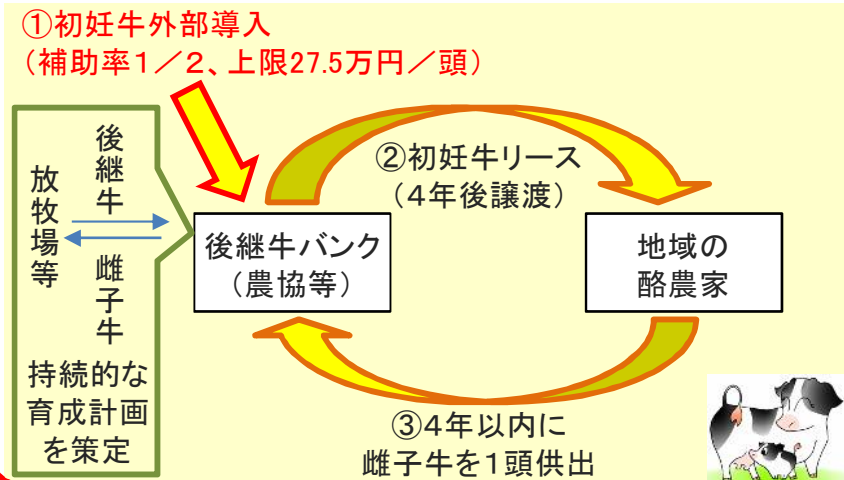 ①初妊牛外部導入
(補助率1/2、上限27.5万円/頭)
放牧場等
後継牛
雌子牛
持続的な
育成計画
を策定
後継牛バンク
(農協等)
②初妊牛リース
(4年後譲渡)
地域の
酪農家
③4年以内に
雌子牛を1頭供出